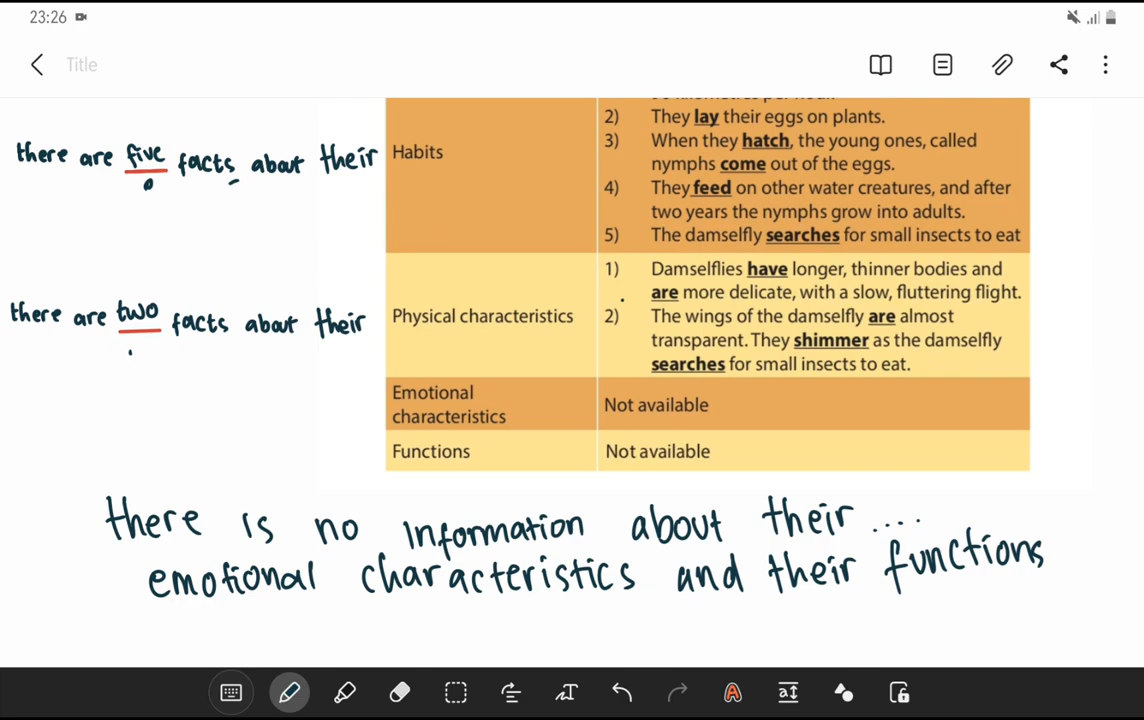 23:26
Title
there are five facts about their
Habits
2) They lay their eggs on plants.
3) When they hatch, the young ones, called
nymphs come out of the eggs.
4) They feed on other water creatures, and after
two years the nymphs grow into adults.
5) The damselfly searches for small insects to eat
there are two facts about their
Physical characteristics
1) Damselflies have longer, thinner bodies and
are more delicate, with a slow, fluttering flight.
2) The wings of the damselfly are almost
transparent. They shimmer as the damselfly
searches for small insects to eat.
Emotional
characteristics
Not available
Functions
Not available
there is no information about their ....
emotional characteristics and their functions